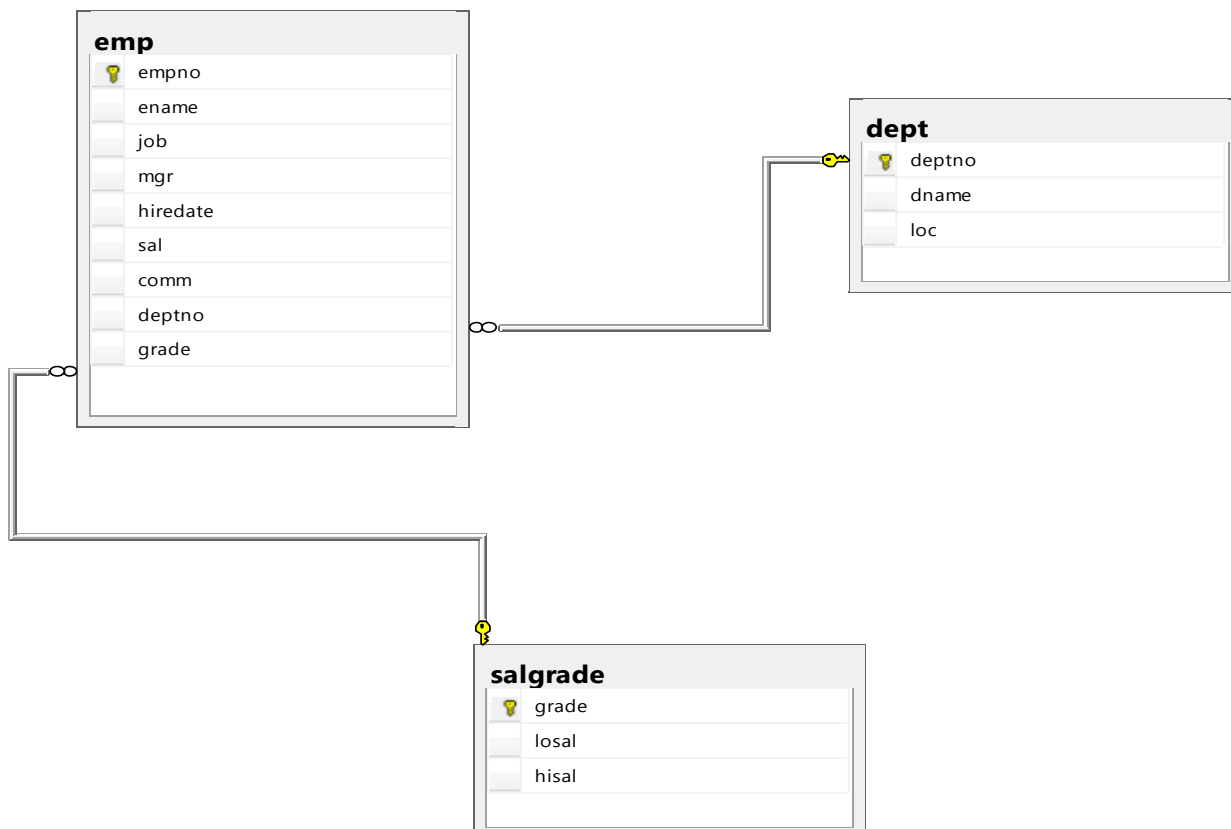 emp
empno
ename
job
mgr
hiredate
sal
comm
deptno
grade
dept
deptno
dname
loc
salgrade
grade
losal
hisal